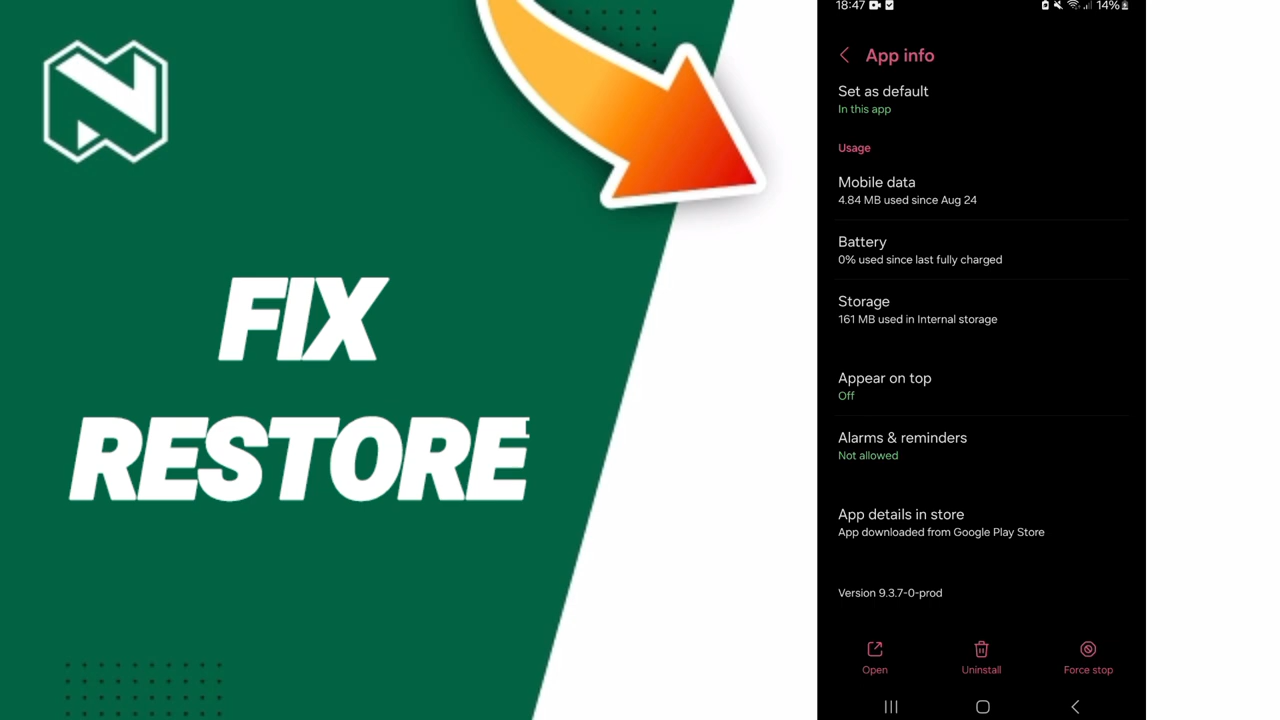 FIX
RESTORE
18:47
14%
App info
Set as default
In this app
Usage
Mobile data
4.84 MB used since Aug 24
Battery
0% used since last fully charged
Storage
161 MB used in Internal storage
Appear on top
Off
Alarms & reminders
Not allowed
App details in store
App downloaded from Google Play Store
Version 9.3.7-0-prod
Open
Uninstall
Force stop